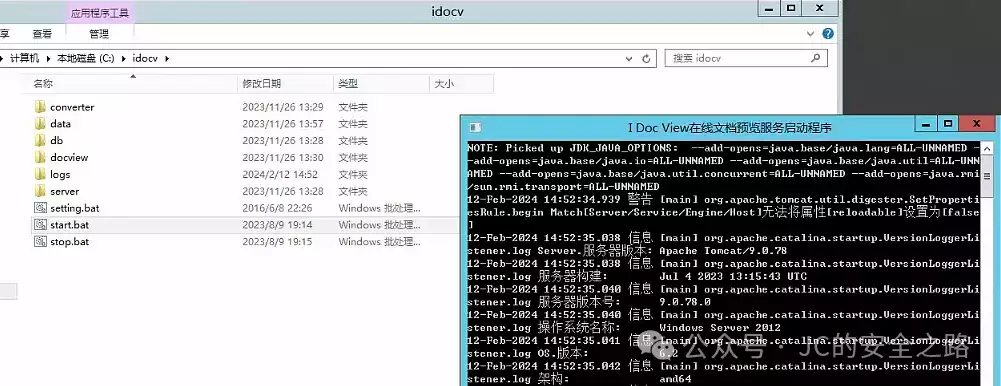 应用程序工具
idocv
享 查看 管理
计算机 本地磁盘 (C:) idocv
搜索 idocv
名称 修改日期 类型 大小
converter 2023/11/26 13:29 文件夹
data 2023/11/26 13:57 文件夹
db 2023/11/26 13:28 文件夹
docview 2023/11/26 13:30 文件夹
logs 2024/2/12 14:52 文件夹
server 2023/11/26 13:28 文件夹
setting.bat 2016/6/8 22:26 Windows 批处理...
start.bat 2023/8/9 19:14 Windows 批处理...
stop.bat 2023/8/9 19:15 Windows 批处理...
I Doc View在线文档预览服务启动程序
NOTE: Picked up JDK_JAVA_OPTIONS:  --add-opens=java.base/java.lang=ALL-UNNAMED -
-add-opens=java.base/java.io=ALL-UNNAMED --add-opens=java.base/java.util=ALL-UNN
AMED --add-opens=java.base/java.util.concurrent=ALL-UNNAMED --add-opens=java.rmi
/sun.rmi.transport=ALL-UNNAMED
12-Feb-2024 14:52:34.939 警告 [main] org.apache.tomcat.util.digester.SetProperti
esRule.begin Match[Server/Service/Engine/Host]无法将属性[reloadable]设置为[false
]
12-Feb-2024 14:52:35.038 信息 [main] org.apache.catalina.startup.VersionLoggerLi
stener.log Server.服务器版本: Apache Tomcat/9.0.78
12-Feb-2024 14:52:35.038 信息 [main] org.apache.catalina.startup.VersionLoggerLi
stener.log 服务器构建: Jul 4 2023 13:15:43 UTC
12-Feb-2024 14:52:35.040 信息 [main] org.apache.catalina.startup.VersionLoggerLi
stener.log 服务器版本号: 9.0.78.0
12-Feb-2024 14:52:35.040 信息 [main] org.apache.catalina.startup.VersionLoggerLi
stener.log 操作系统名称: Windows Server 2012
12-Feb-2024 14:52:35.041 信息 [main] org.apache.catalina.startup.VersionLoggerLi
stener.log OS.版本: 6.2
12-Feb-2024 14:52:35.042 信息 [main] org.apache.catalina.startup.VersionLoggerLi
stener.log 架构: amd64
公众号 · JC的安全之路